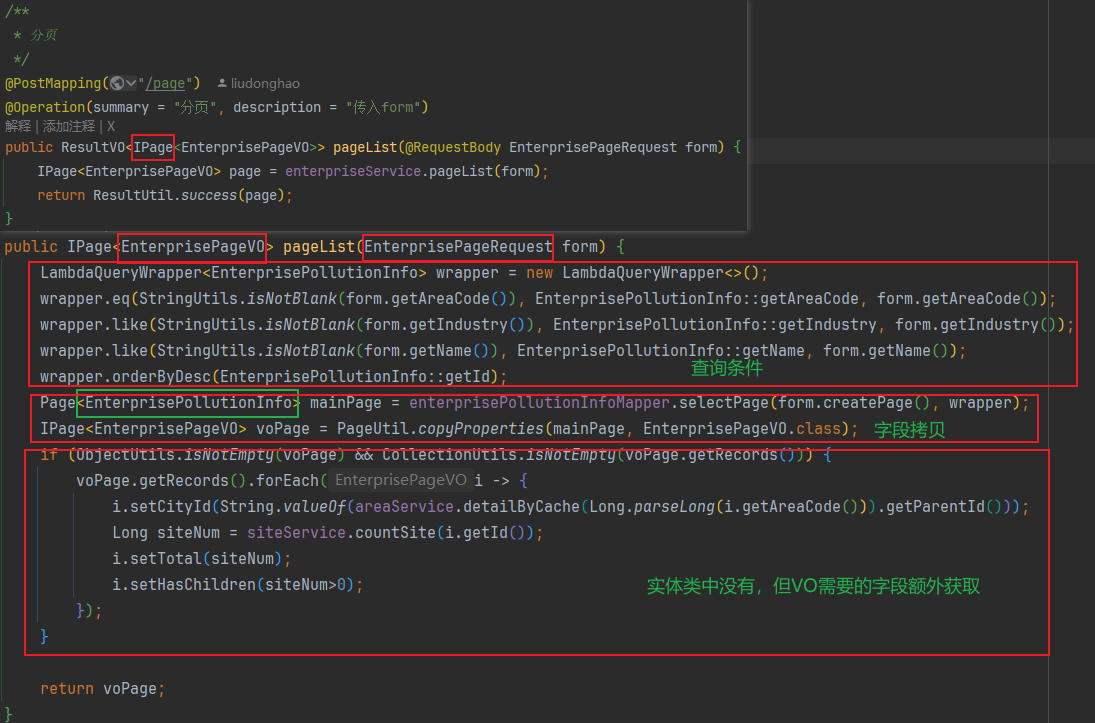 /**
 * 分页
 */
@PostMapping("/page") liudonghao
@Operation(summary = "分页", description = "传入form")
解释 | 添加注释 | X
public ResultVO<IPage<EnterprisePageVO>> pageList(@RequestBody EnterprisePageRequest form) {
    IPage<EnterprisePageVO> page = enterpriseService.pageList(form);
    return ResultUtil.success(page);
}
public IPage<EnterprisePageVO> pageList(EnterprisePageRequest form) {
    LambdaQueryWrapper<EnterprisePollutionInfo> wrapper = new LambdaQueryWrapper<>();
    wrapper.eq(StringUtils.isNotBlank(form.getAreaCode()), EnterprisePollutionInfo::getAreaCode, form.getAreaCode());
    wrapper.like(StringUtils.isNotBlank(form.getIndustry()), EnterprisePollutionInfo::getIndustry, form.getIndustry());
    wrapper.like(StringUtils.isNotBlank(form.getName()), EnterprisePollutionInfo::getName, form.getName());
查询条件
    wrapper.orderByDesc(EnterprisePollutionInfo::getId);
    Page<EnterprisePollutionInfo> mainPage = enterprisePollutionInfoMapper.selectPage(form.createPage(), wrapper);
    IPage<EnterprisePageVO> voPage = PageUtil.copyProperties(mainPage, EnterprisePageVO.class); 字段拷贝
    if (ObjectUtils.isNotEmpty(voPage) && CollectionUtils.isNotEmpty(voPage.getRecords())) {
        voPage.getRecords().forEach( EnterprisePageVO i -> {
            i.setCityId(String.valueOf(areaService.detailByCache(Long.parseLong(i.getAreaCode())).getParentId()));
            Long siteNum = siteService.countSite(i.getId());
            i.setTotal(siteNum);
            i.setHasChildren(siteNum>0); 实体类中没有，但VO需要的字段额外获取
        });
    }
    return voPage;
}